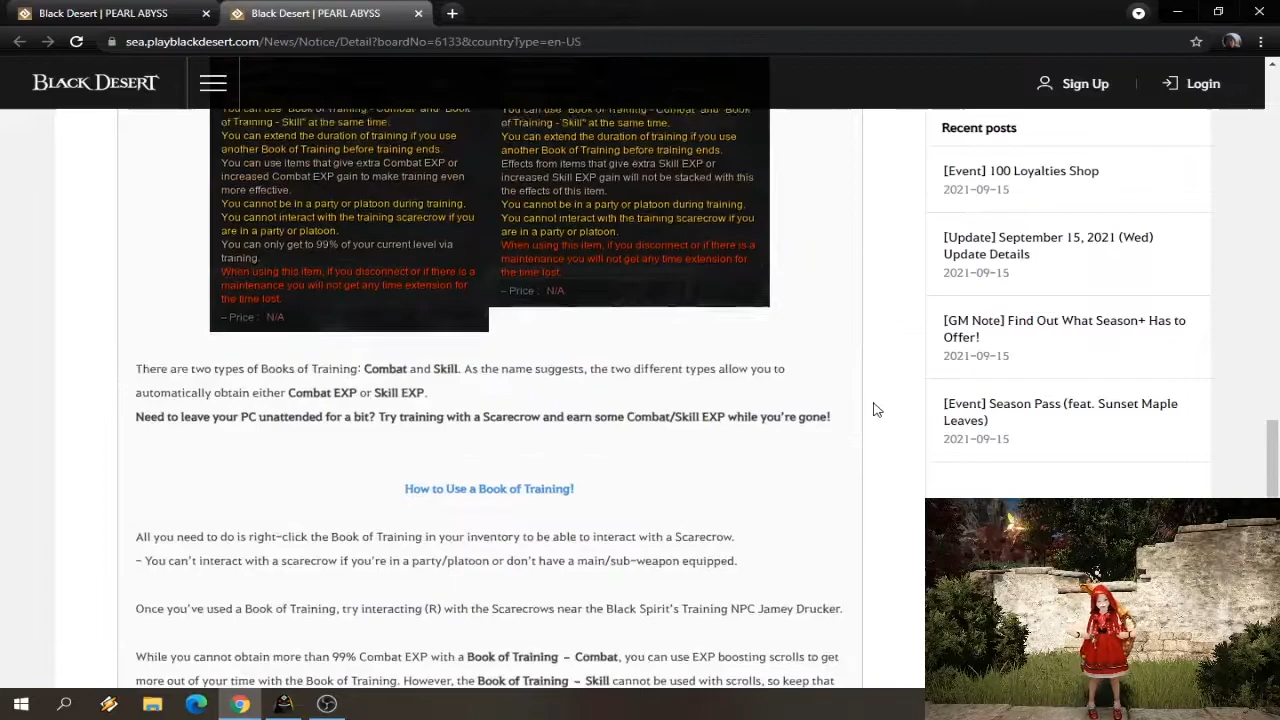 Black Desert | PEARL ABYSS
Black Desert | PEARL ABYSS
sea.playblackdesert.com/News/Notice/Detail?boardNo=6133&countryType=en-US
BLACK DESERT
Sign Up
Login
You can use "Book of Training - Combat" and "Book
of Training - Skill" at the same time.
You can extend the duration of training if you use
another Book of Training before training ends.
You can use items that give extra Combat EXP or
increased Combat EXP gain to make training even
more effective.
You cannot be in a party or platoon during training.
You cannot interact with the training scarecrow if you
are in a party or platoon.
You can only get to 99% of your current level via
training.
When using this item, if you disconnect or if there is a
maintenance you will not get any time extension for
the time lost.
– Price : N/A
You can use "Book of Training - Combat" and "Book
of Training - Skill" at the same time.
You can extend the duration of training if you use
another Book of Training before training ends.
Effects from items that give extra Skill EXP or
increased Skill EXP gain will not be stacked with this
the effects of this item.
You cannot be in a party or platoon during training.
You cannot interact with the training scarecrow if you
are in a party or platoon.
When using this item, if you disconnect or if there is a
maintenance you will not get any time extension for
the time lost.
– Price : N/A
There are two types of Books of Training: Combat and Skill. As the name suggests, the two different types allow you to
automatically obtain either Combat EXP or Skill EXP.
Need to leave your PC unattended for a bit? Try training with a Scarecrow and earn some Combat/Skill EXP while you're gone!
How to Use a Book of Training!
All you need to do is right-click the Book of Training in your inventory to be able to interact with a Scarecrow.
- You can't interact with a scarecrow if you're in a party/platoon or don't have a main/sub-weapon equipped.
Once you've used a Book of Training, try interacting (R) with the Scarecrows near the Black Spirit's Training NPC Jamey Drucker.
While you cannot obtain more than 99% Combat EXP with a Book of Training - Combat, you can use EXP boosting scrolls to get
more out of your time with the Book of Training. However, the Book of Training - Skill cannot be used with scrolls, so keep that
Recent posts
[Event] 100 Loyalties Shop
2021-09-15
[Update] September 15, 2021 (Wed)
Update Details
2021-09-15
[GM Note] Find Out What Season+ Has to
Offer!
2021-09-15
[Event] Season Pass (feat. Sunset Maple
Leaves)
2021-09-15